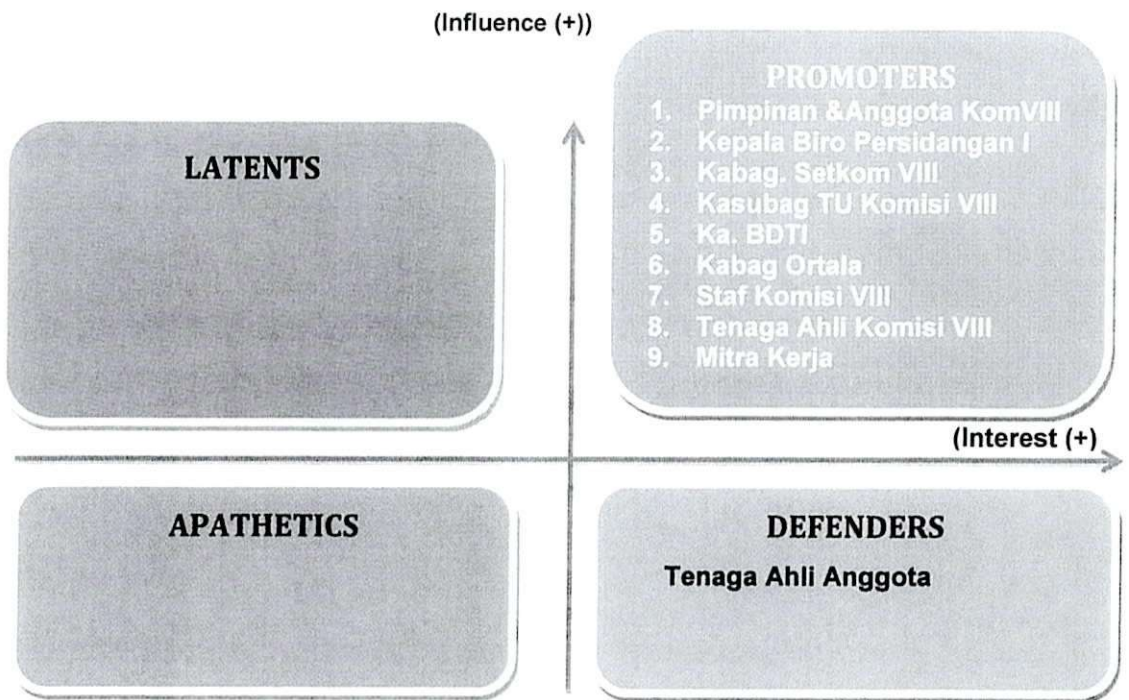 (Influence (+))
PROMOTERS
1. Pimpinan &Anggota KomVIII
2. Kepala Biro Persidangan I
3. Kabag. Setkom VIII
4. Kasubag TU Komisi VIII
5. Ka. BDTI
6. Kabag Ortala
7. Staf Komisi VIII
8. Tenaga Ahli Komisi VIII
9. Mitra Kerja
LATENTS
(Interest (+)
APATHETICS
DEFENDERS
Tenaga Ahli Anggota